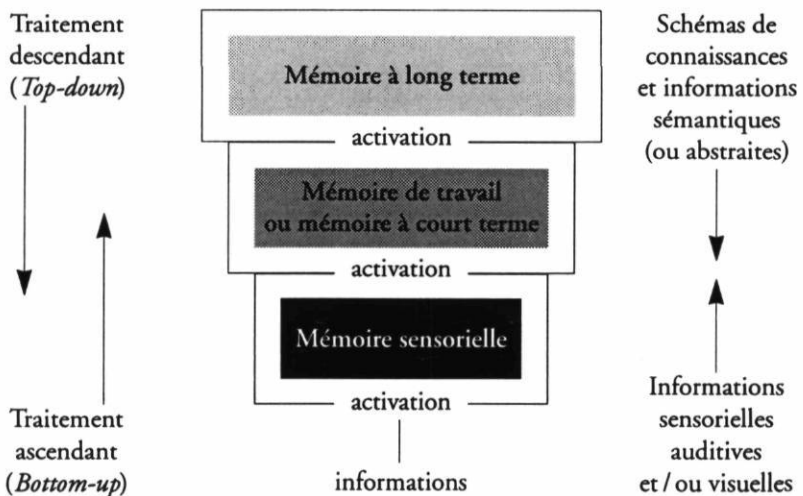 Traitement
descendant
(Top-down)
Mémoire à long terme
Schémas de
connaissances
et informations
sémantiques
(ou abstraites)
activation
Mémoire de travail
ou mémoire à court terme
activation
Mémoire sensorielle
activation
Traitement
ascendant
(Bottom-up)
informations
Informations
sensorielles
auditives
et / ou visuelles